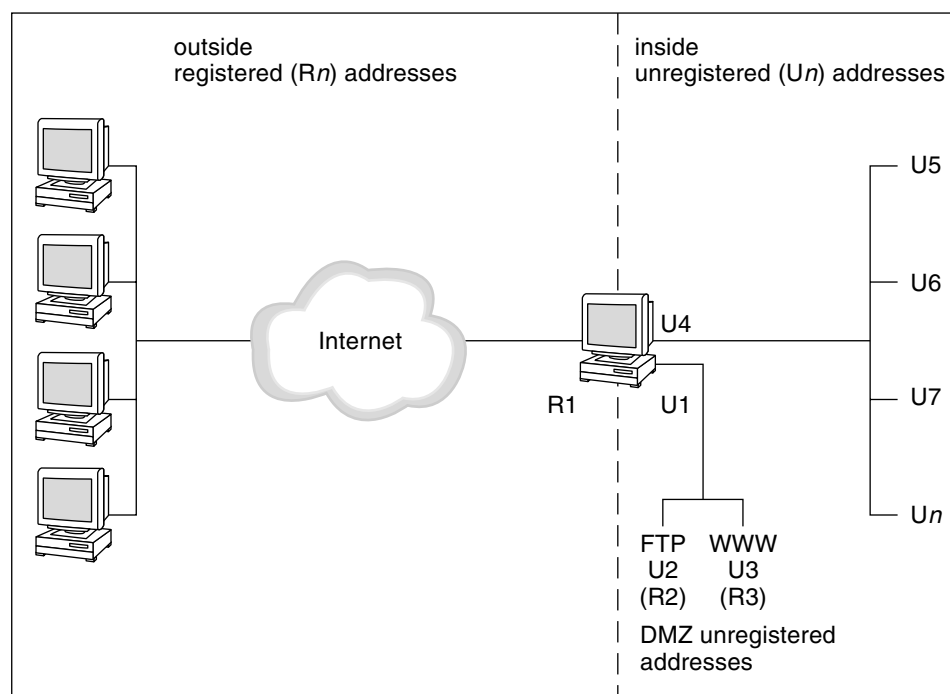 outside
registered (Rn) addresses
inside
unregistered (Un) addresses
U5
U6
Internet
U4
U7
R1
U1
Un
FTP WWW
U2 U3
(R2) (R3)
DMZ unregistered
addresses